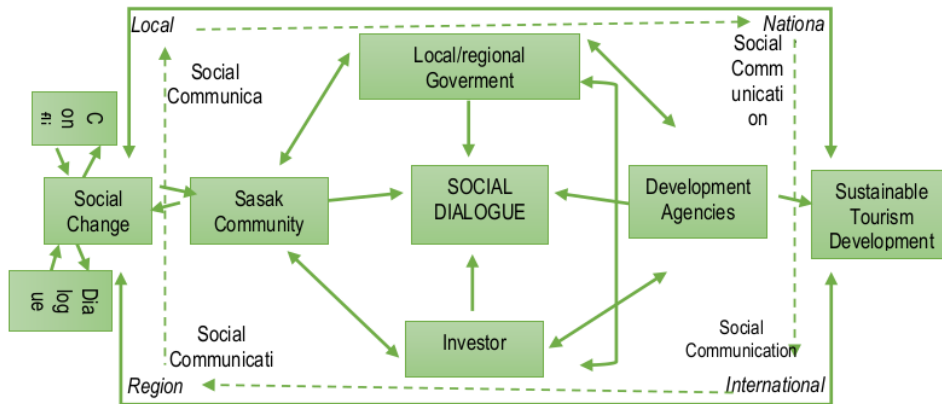 Local
Nationa
Social
Communica
Local/regional
Goverment
Social
Comm
unicati
on
C
on
fli
Social
Change
Sasak
Community
SOCIAL
DIALOGUE
Development
Agencies
Sustainable
Tourism
Development
Dia
log
ue
Social
Communicati
Investor
Social
Communication
Region
International